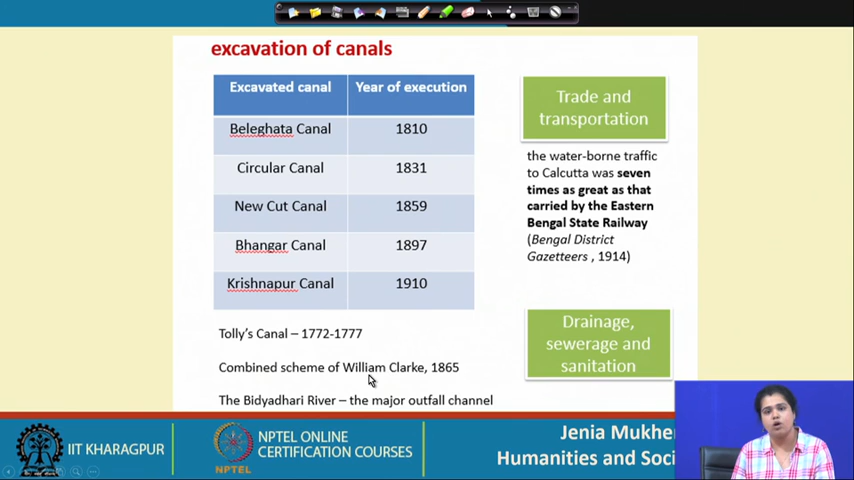 excavation of canals
Excavated canal Year of execution
Beleghata Canal 1810
Circular Canal 1831
New Cut Canal 1859
Bhangar Canal 1897
Krishnapur Canal 1910
Tolly's Canal – 1772-1777
Combined scheme of William Clarke, 1865
The Bidyadhari River – the major outfall channel
Trade and
transportation
the water-borne traffic
to Calcutta was seven
times as great as that
carried by the Eastern
Bengal State Railway
(Bengal District
Gazetteers , 1914)
Drainage,
sewerage and
sanitation
IIT KHARAGPUR
NPTEL
NPTEL ONLINE
CERTIFICATION COURSES
Jenia Mukher
Humanities and Soci